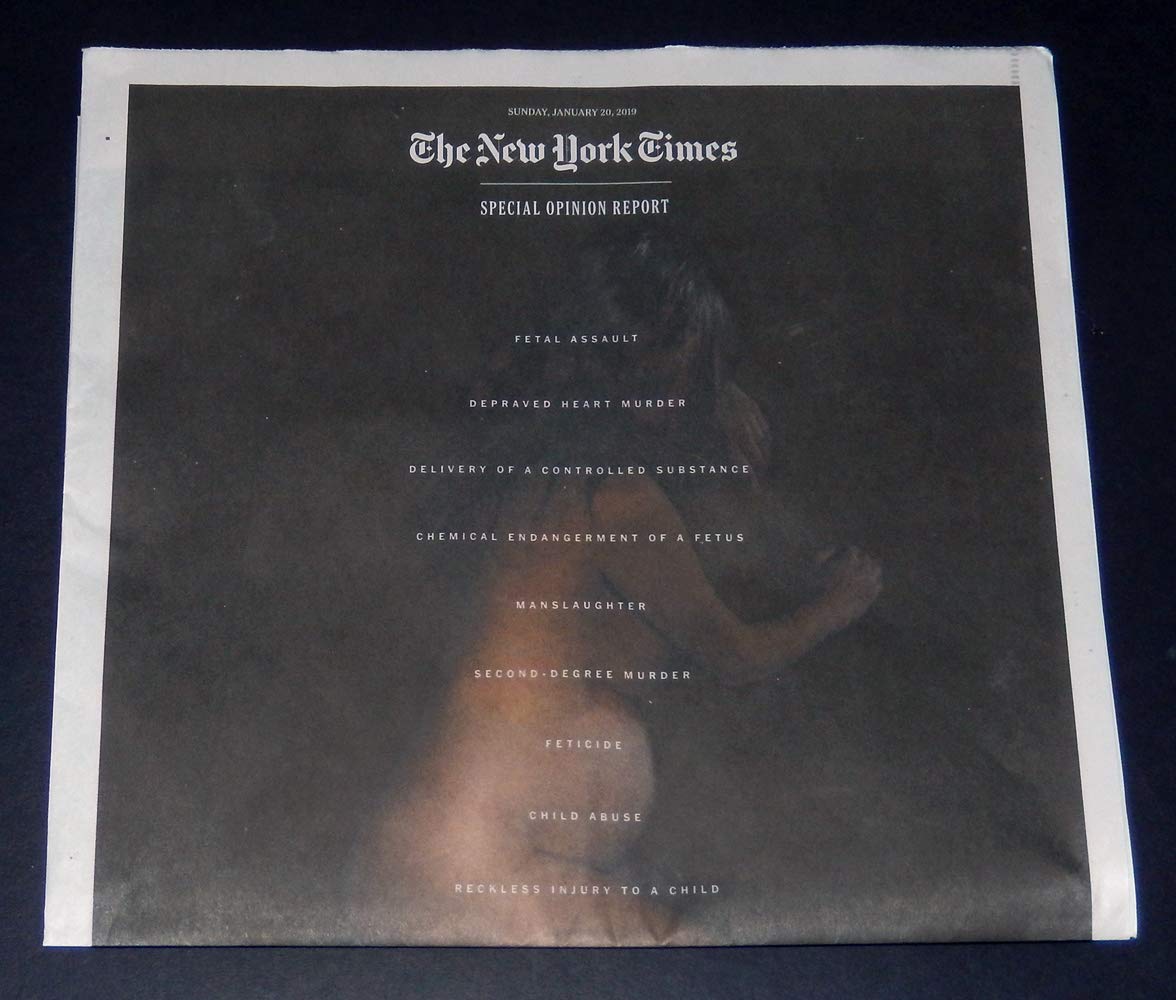 SUNDAY, JANUARY 20, 2019
The New York Times
SPECIAL OPINION REPORT
FETAL ASSAULT
DEPRAVED HEART MURDER
DELIVERY OF A CONTROLLED SUBSTANCE
CHEMICAL ENDANGERMENT OF A FETUS
MANSLAUGHTER
SECOND-DEGREE MURDER
FETICIDE
CHILD ABUSE
RECKLESS INJURY TO A CHILD